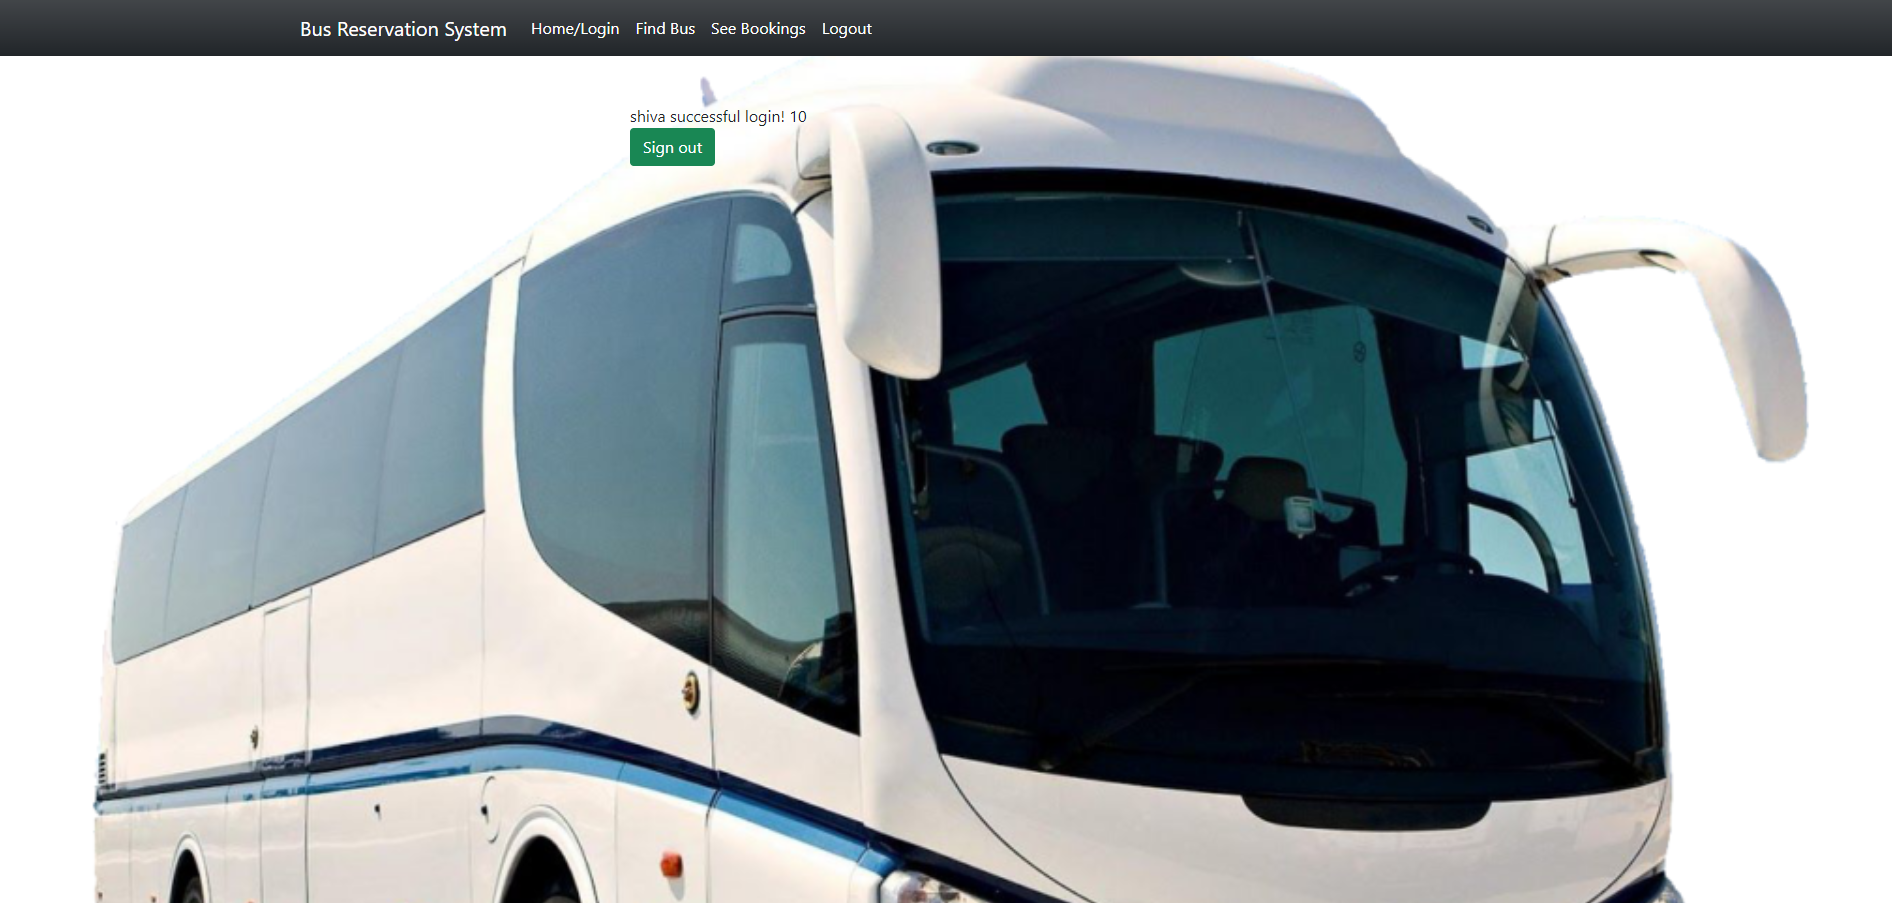 Bus Reservation System Home/Login Find Bus See Bookings Logout
shiva successful login! 10
Sign out